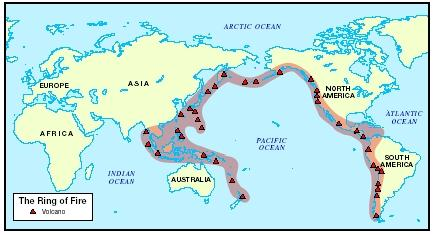 ARCTIC OCEAN
EUROPE
ASIA
NORTH
AMERICA
ATLANTIC
OCEAN
AFRICA
PACIFIC
OCEAN
INDIAN
OCEAN
AUSTRALIA
SOUTH
AMERICA
The Ring of Fire
Volcano